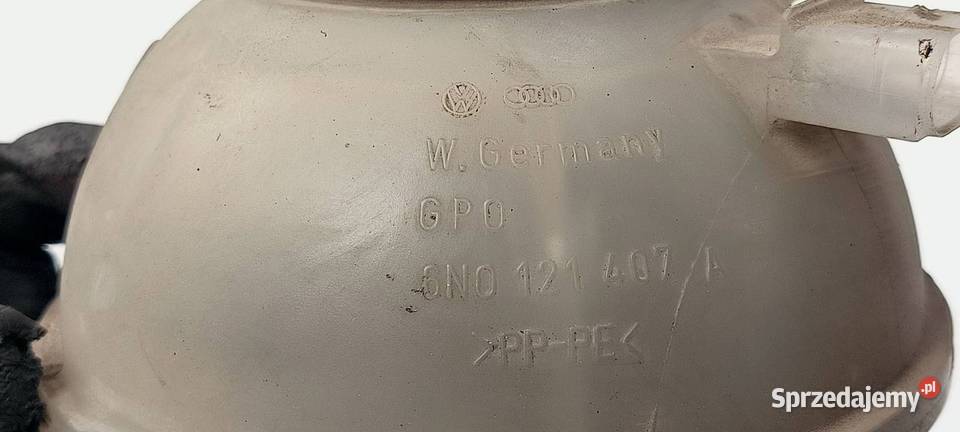 W. Germany
GPO
6N0 121 407 A
>PP-PE<
Sprzedajemy.pl